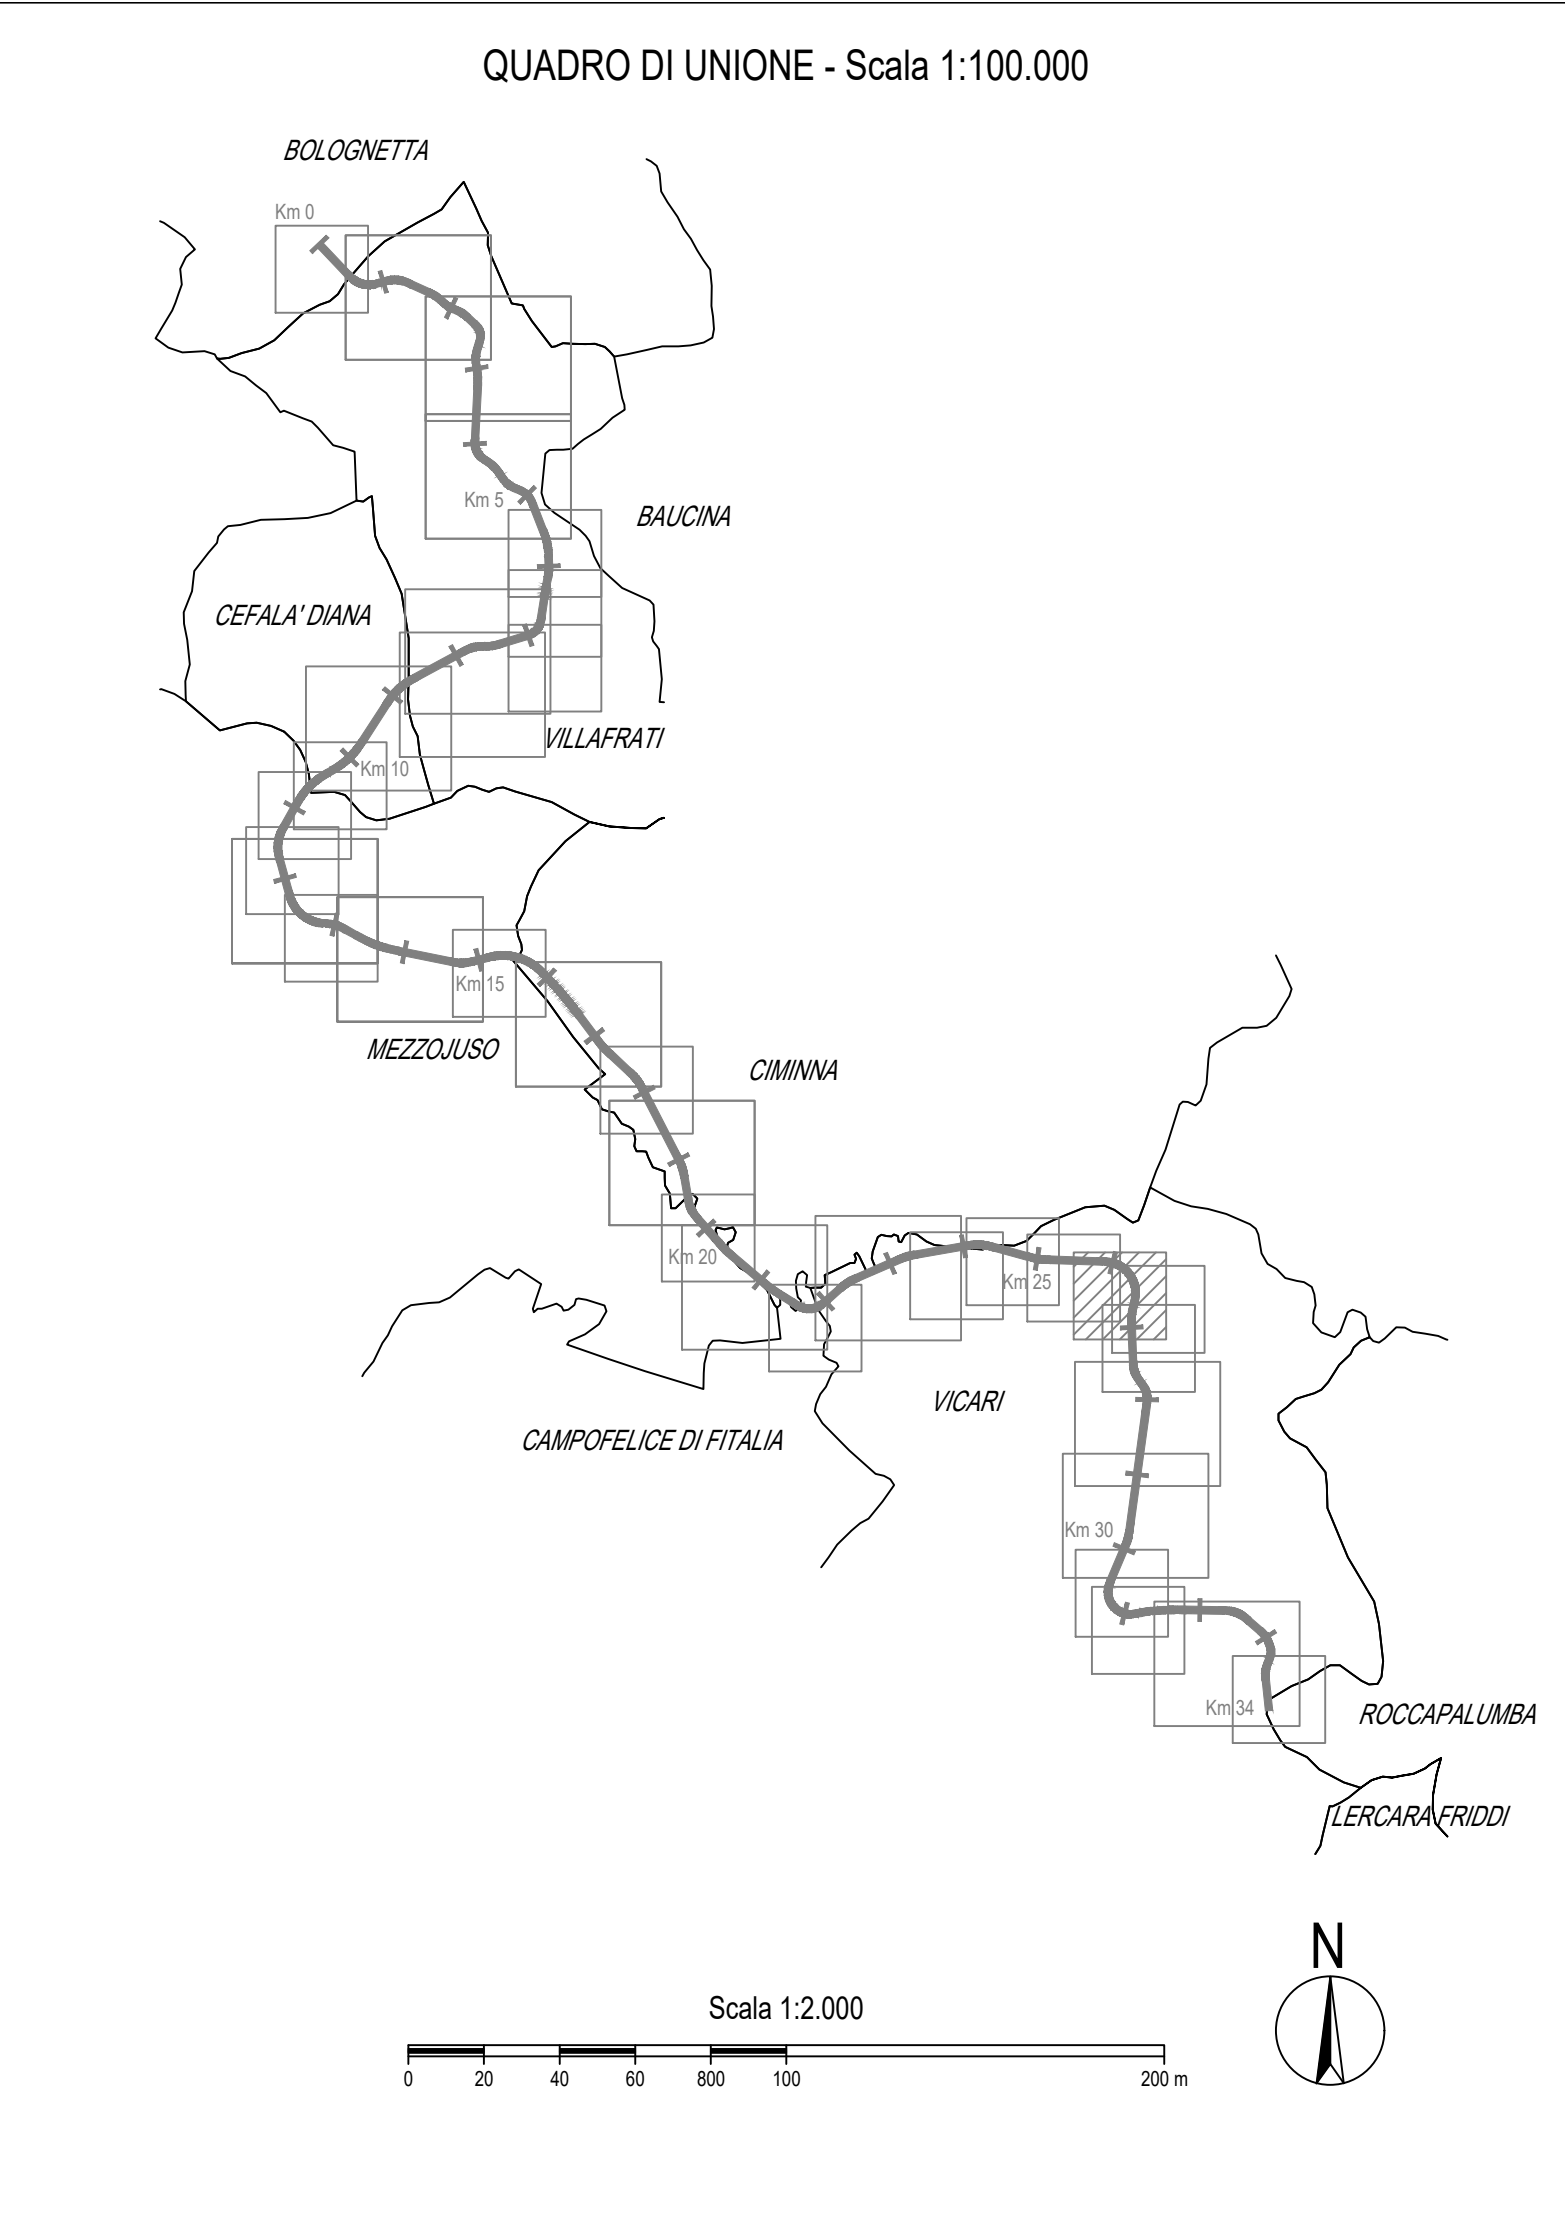 QUADRO DI UNIONE - Scala 1:100.000
BOLOGNETTA
Km 0
Km 5
BAUCINA
CEFALA' DIANA
VILLAFRATI
Km 10
Km 15
MEZZOJUSO
CIMINNA
Km 20
Km 25
VICARI
CAMPOFELICE DI FITALIA
Km 30
Km 34
ROCCAPALUMBA
LERCARA FRIDDI
N
Scala 1:2.000
0 20 40 60 800 100 200 m